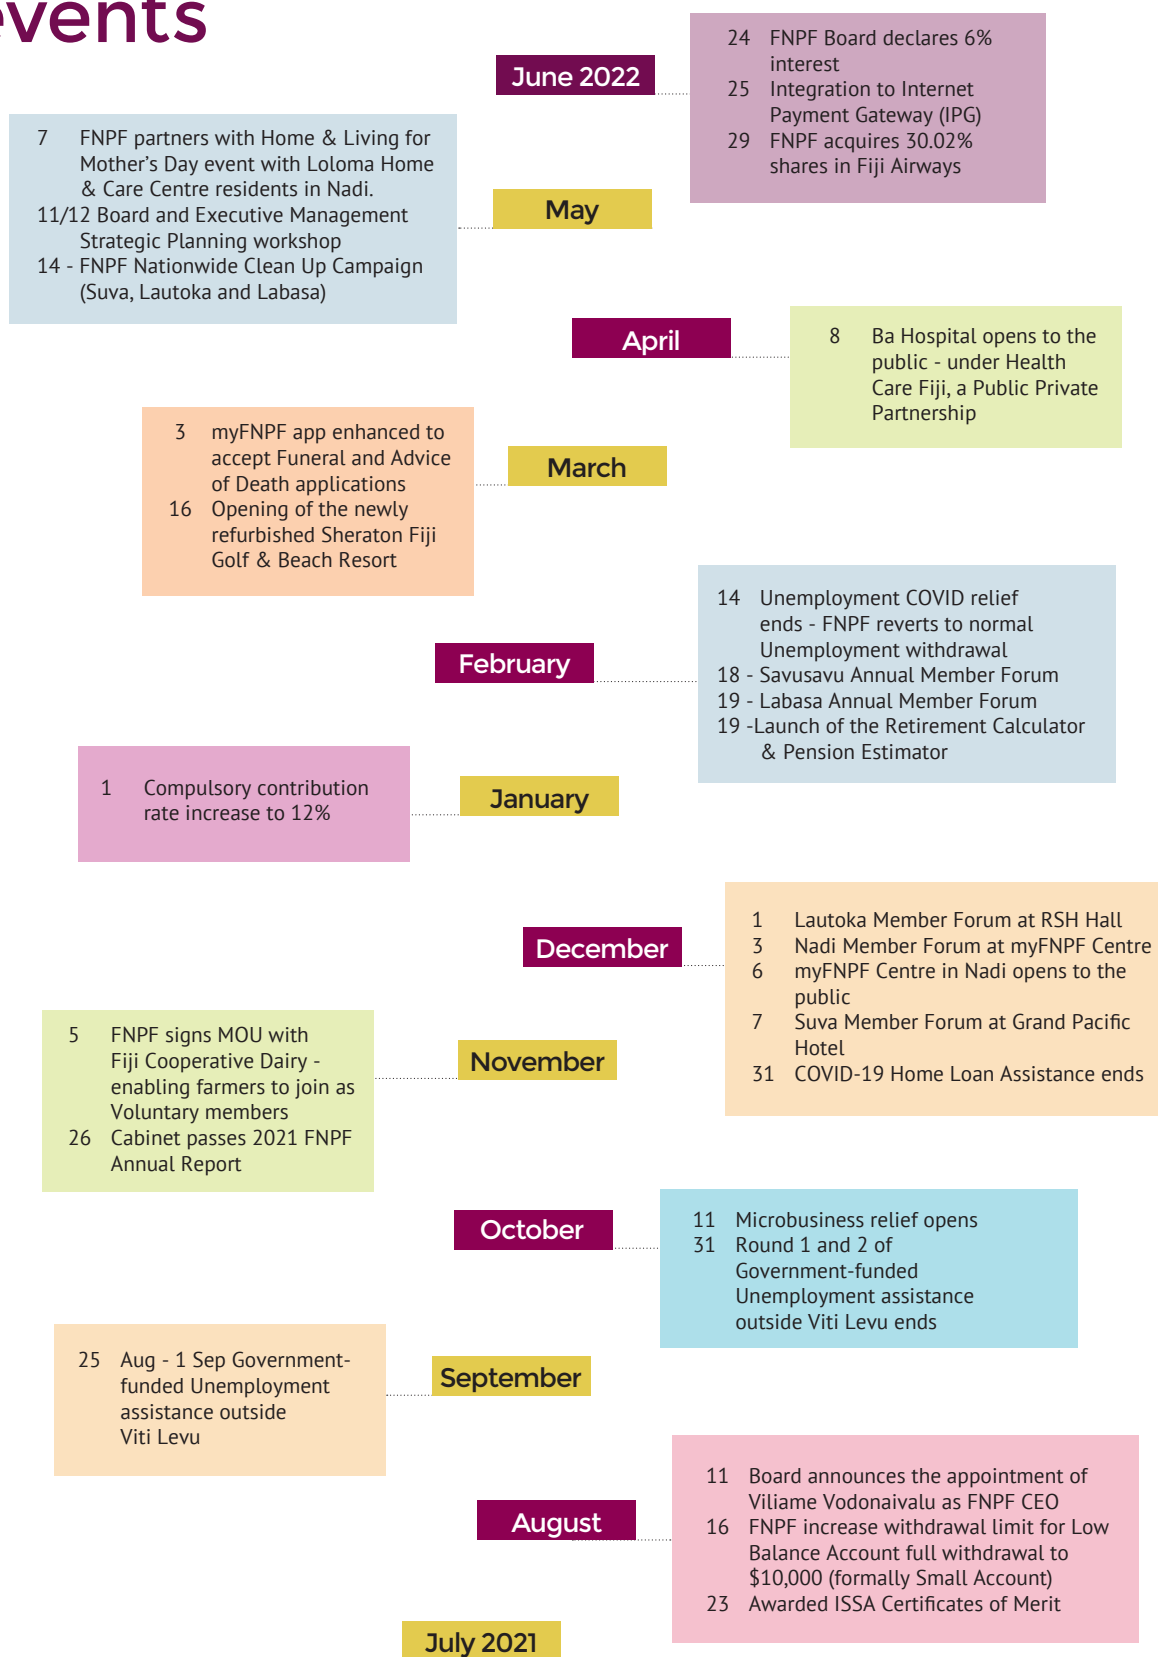 events
June 2022
24 FNPF Board declares 6%
interest
25 Integration to Internet
Payment Gateway (IPG)
29 FNPF acquires 30.02%
shares in Fiji Airways
7 FNPF partners with Home & Living for
Mother's Day event with Loloma Home
& Care Centre residents in Nadi.
11/12 Board and Executive Management
Strategic Planning workshop
14 - FNPF Nationwide Clean Up Campaign
(Suva, Lautoka and Labasa)
May
April
8 Ba Hospital opens to the
public - under Health
Care Fiji, a Public Private
Partnership
3 myFNPF app enhanced to
accept Funeral and Advice
of Death applications
16 Opening of the newly
refurbished Sheraton Fiji
Golf & Beach Resort
March
February
14 Unemployment COVID relief
ends - FNPF reverts to normal
Unemployment withdrawal
18 - Savusavu Annual Member Forum
19 - Labasa Annual Member Forum
19 -Launch of the Retirement Calculator
& Pension Estimator
1 Compulsory contribution
rate increase to 12%
January
December
1 Lautoka Member Forum at RSH Hall
3 Nadi Member Forum at myFNPF Centre
6 myFNPF Centre in Nadi opens to the
public
7 Suva Member Forum at Grand Pacific
Hotel
31 COVID-19 Home Loan Assistance ends
5 FNPF signs MOU with
Fiji Cooperative Dairy -
enabling farmers to join as
Voluntary members
26 Cabinet passes 2021 FNPF
Annual Report
November
October
11 Microbusiness relief opens
31 Round 1 and 2 of
Government-funded
Unemployment assistance
outside Viti Levu ends
25 Aug - 1 Sep Government-
funded Unemployment
assistance outside
Viti Levu
September
August
11 Board announces the appointment of
Viliame Vodonaivalu as FNPF CEO
16 FNPF increase withdrawal limit for Low
Balance Account full withdrawal to
$10,000 (formally Small Account)
23 Awarded ISSA Certificates of Merit
July 2021